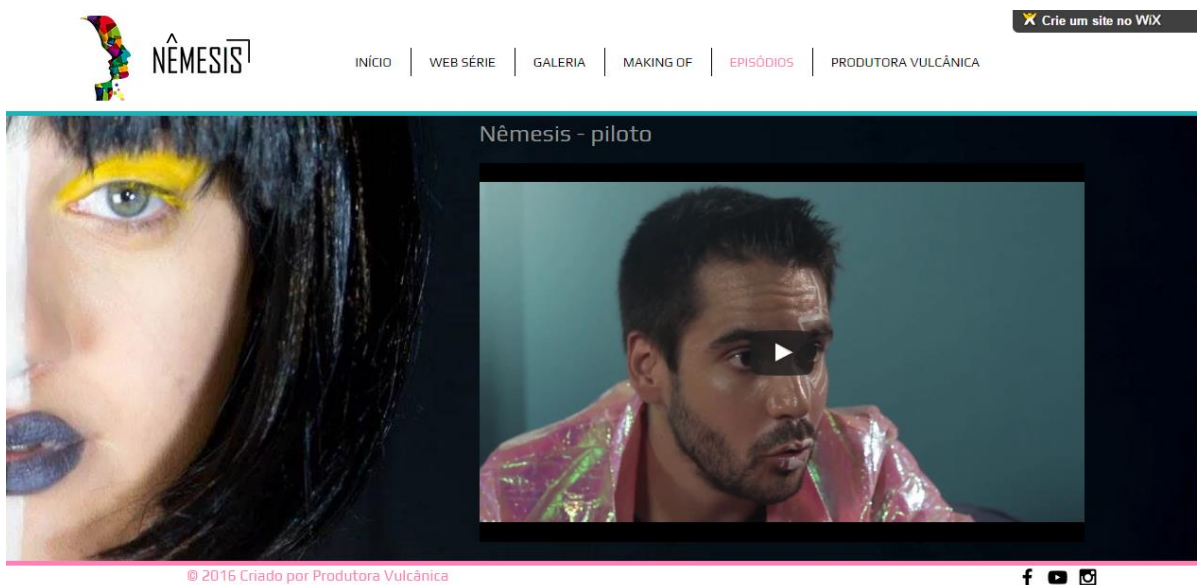 Crie um site no WiX
NÊMESIS
INÍCIO
WEB SÉRIE
GALERIA
MAKING OF
EPISÓDIOS
PRODUTORA VULCÂNICA
Nêmesis - piloto
© 2016 Criado por Produtora Vulcânica